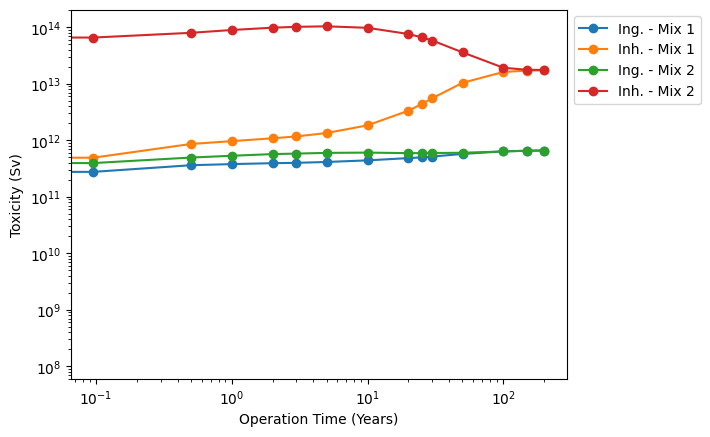 Toxicity (Sv)
10^14
10^13
10^12
10^11
10^10
10^9
10^8
10^-1
10^0
10^1
10^2
Operation Time (Years)
Ing. - Mix 1
Inh. - Mix 1
Ing. - Mix 2
Inh. - Mix 2